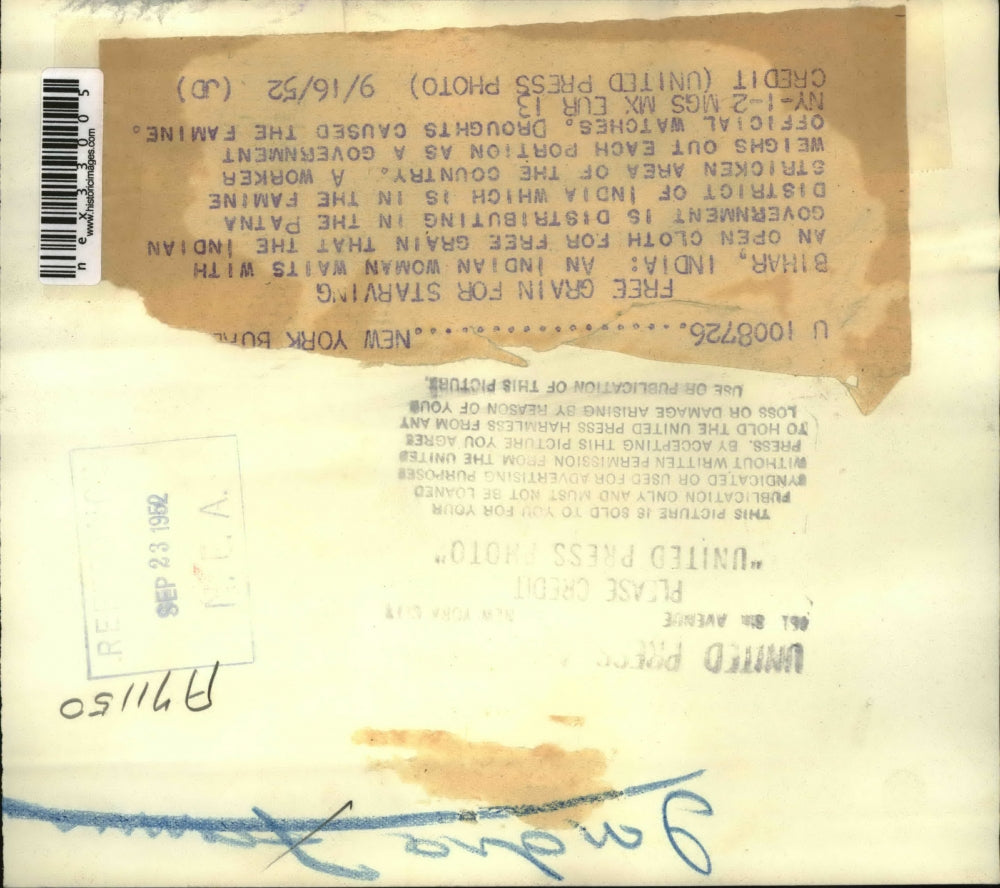 U 1008726....................NEW YORK
FREE GRAIN FOR STARVING
BIHAR, INDIA: AN INDIAN WOMAN WAITS WITH
AN OPEN CLOTH FOR FREE GRAIN THAT THE INDIAN
GOVERNMENT IS DISTRIBUTING IN THE PATNA
DISTRICT OF INDIA WHICH IS IN THE FAMINE
STRICKEN AREA OF THE COUNTRY. A WORKER
WEIGHS OUT EACH PORTION AS A GOVERNMENT
OFFICIAL WATCHES. DROUGHTS CAUSED THE FAMINE.
NY-1-2 MGS MX EUR 13
CREDIT (UNITED PRESS PHOTO) 9/16/52 (JD)
neX33005
www.historicimages.com
UNITED PRESS
461 8TH AVENUE NEW YORK CITY
PLEASE CREDIT
"UNITED PRESS PHOTO"
THIS PICTURE IS SOLD TO YOU FOR YOUR
PUBLICATION ONLY AND MUST NOT BE LOANED
SYNDICATED OR USED FOR ADVERTISING PURPOSES
WITHOUT WRITTEN PERMISSION FROM THE UNITED
PRESS. BY ACCEPTING THIS PICTURE YOU AGREE
TO HOLD THE UNITED PRESS HARMLESS FROM ANY
LOSS OR DAMAGE ARISING BY REASON OF YOUR
USE OR PUBLICATION OF THIS PICTURE.
SEP 23 1952
N.E.A.
A71150
India